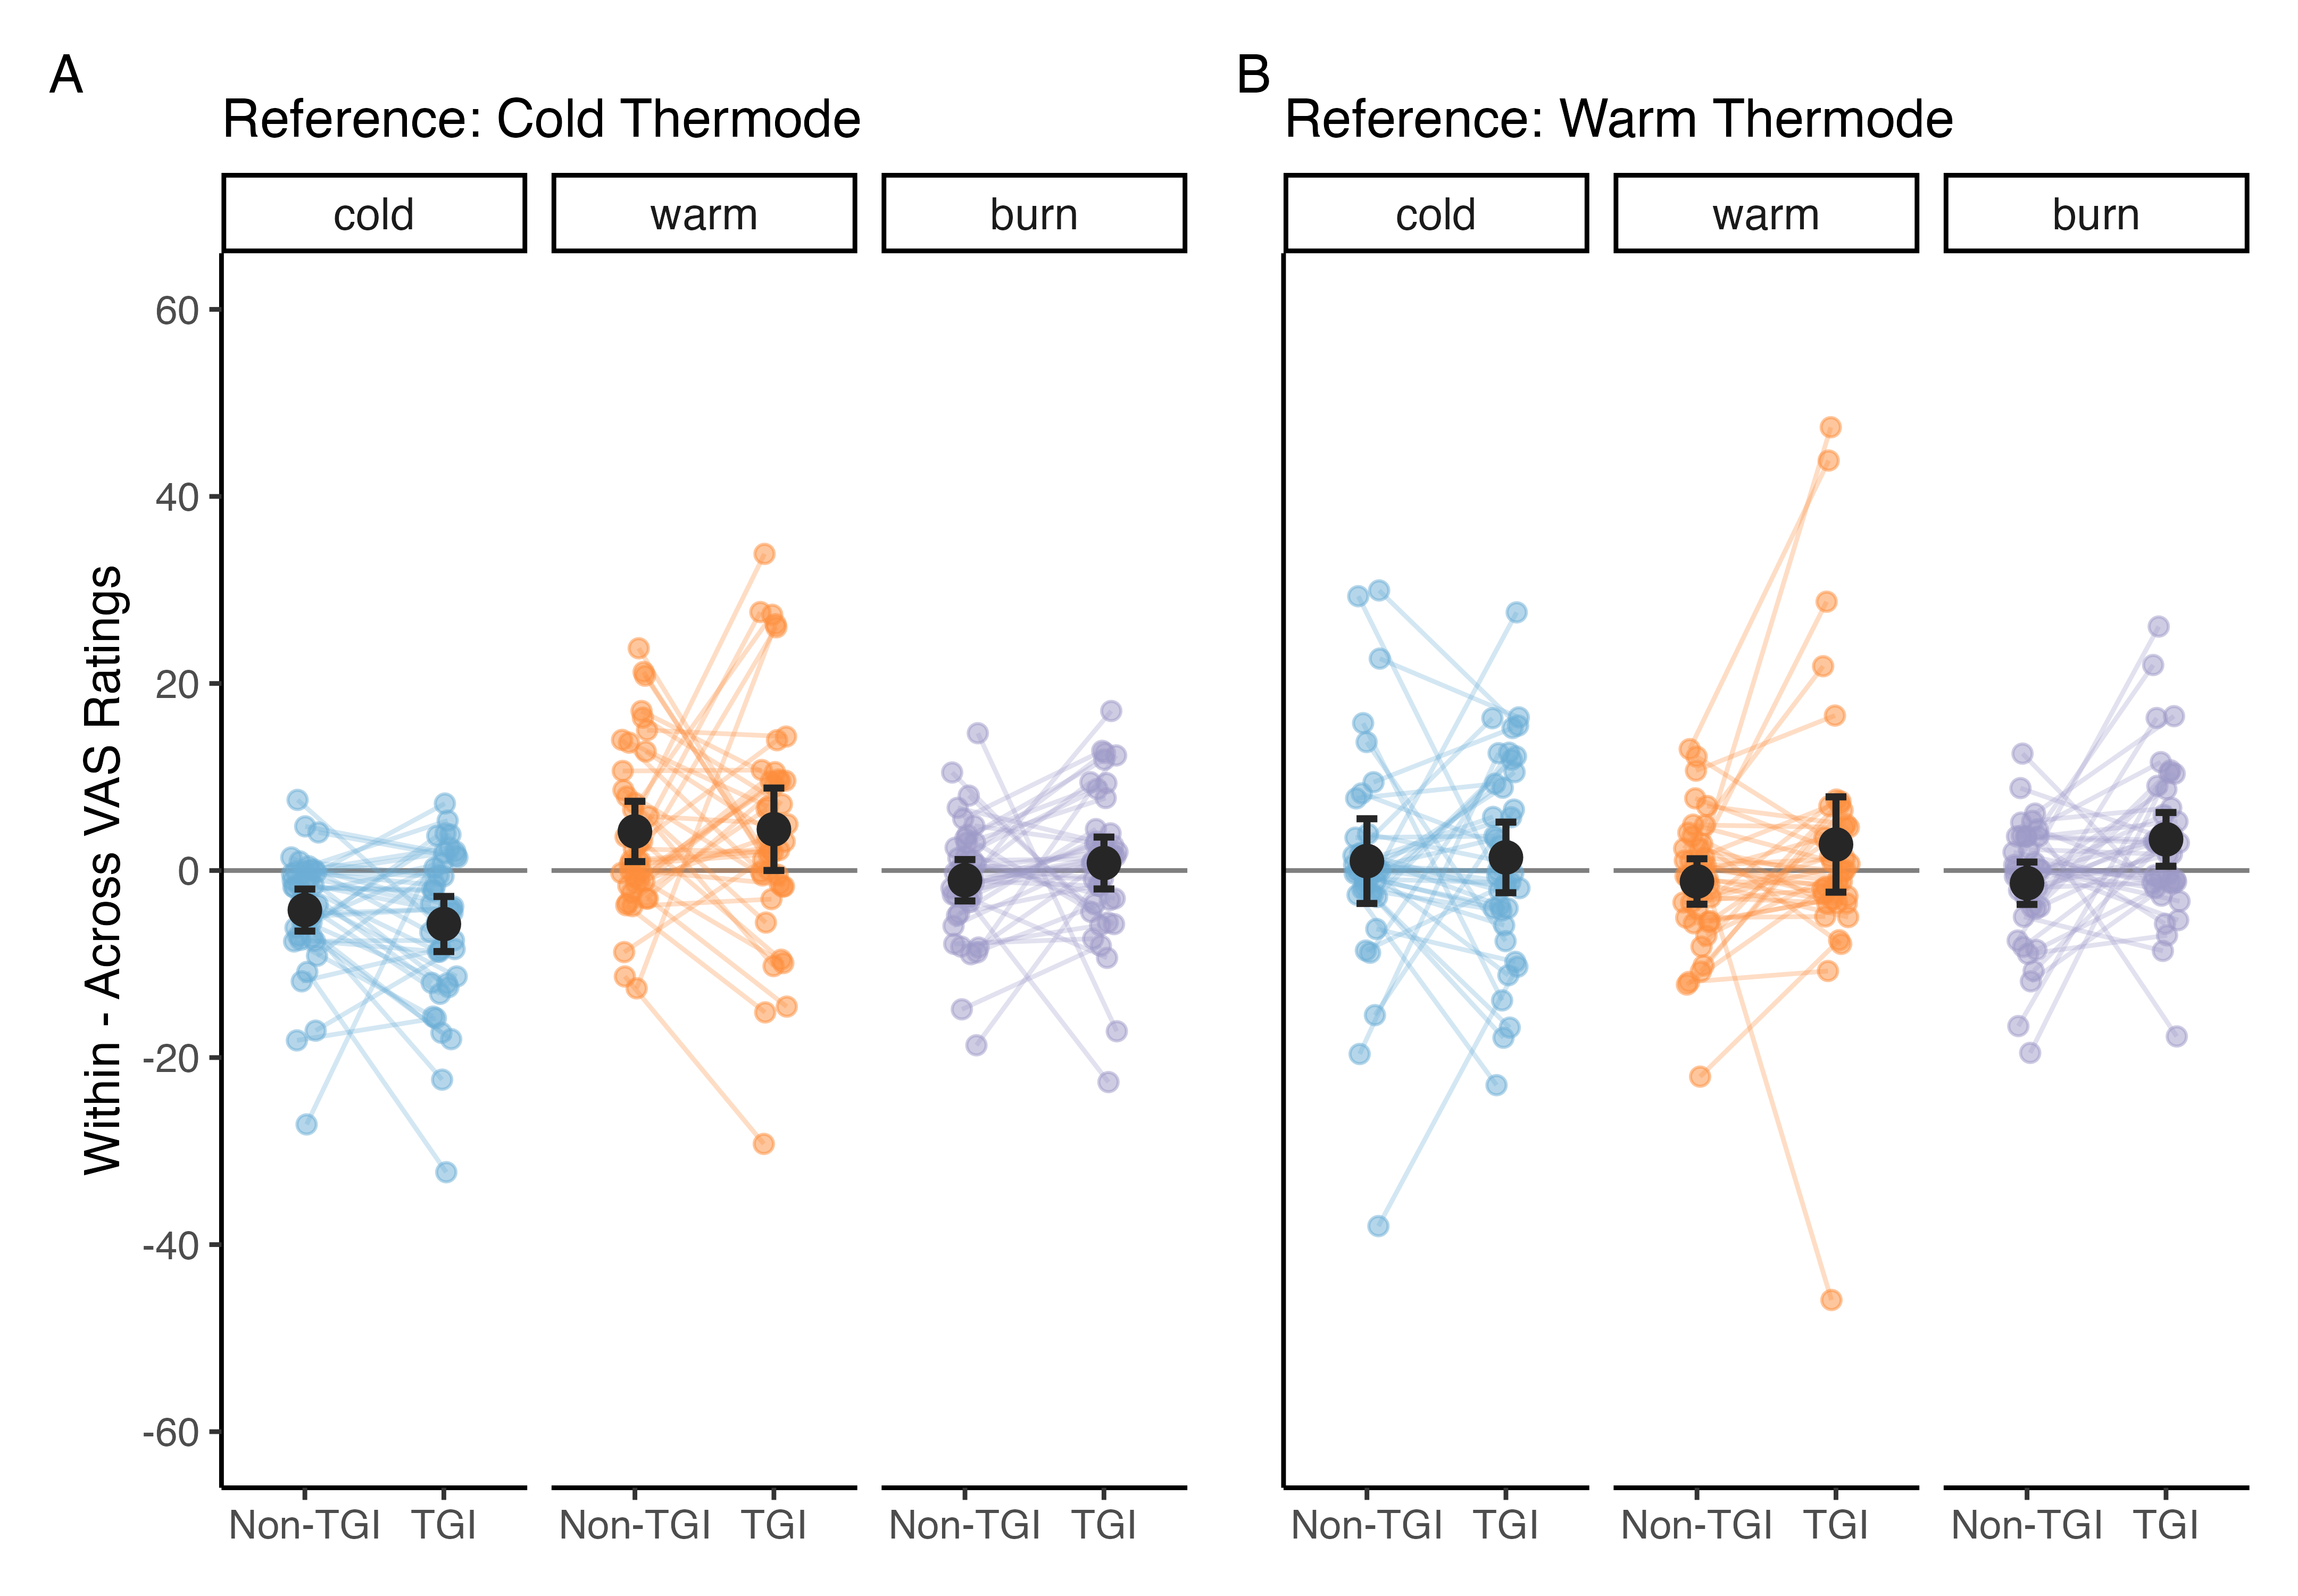 A
B
Reference: Cold Thermode
Reference: Warm Thermode
cold
warm
burn
cold
warm
burn
Within - Across VAS Ratings
60
40
20
0
-20
-40
-60
Non-TGI TGI
Non-TGI TGI
Non-TGI TGI
Non-TGI TGI
Non-TGI TGI
Non-TGI TGI